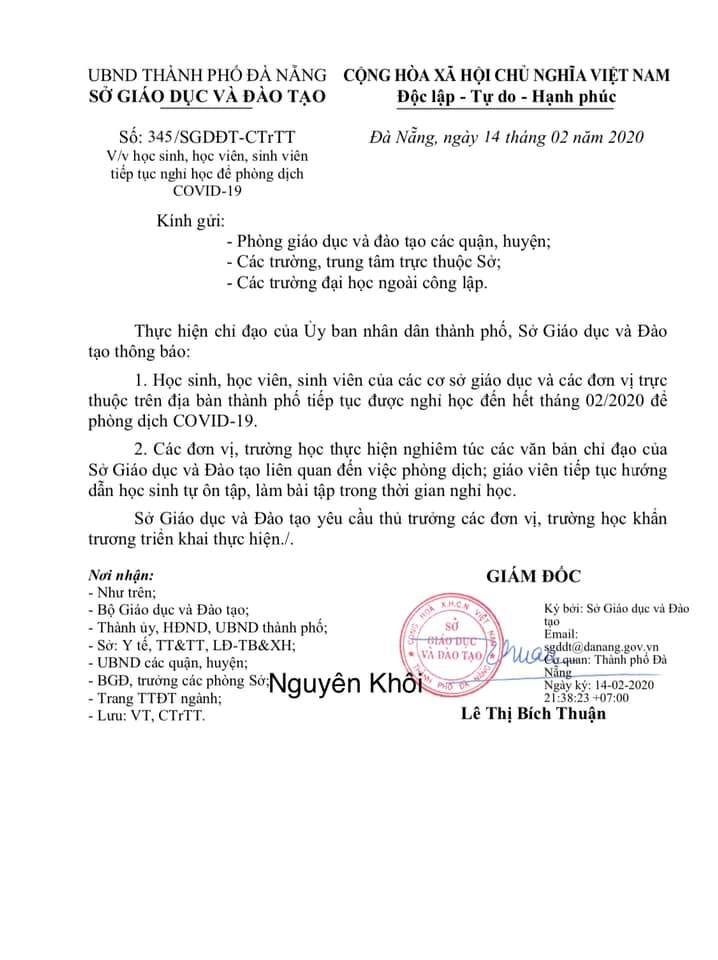 UBND THÀNH PHỐ ĐÀ NẴNG
SỞ GIÁO DỤC VÀ ĐÀO TẠO
CỘNG HÒA XÃ HỘI CHỦ NGHĨA VIỆT NAM
Độc lập - Tự do - Hạnh phúc
Số: 345/SGDĐT-CTrTT
V/v học sinh, học viên, sinh viên
tiếp tục nghỉ học để phòng dịch
COVID-19
Đà Nẵng, ngày 14 tháng 02 năm 2020
Kính gửi:
- Phòng giáo dục và đào tạo các quận, huyện;
- Các trường, trung tâm trực thuộc Sở;
- Các trường đại học ngoài công lập.
Thực hiện chỉ đạo của Ủy ban nhân dân thành phố, Sở Giáo dục và Đào
tạo thông báo:
1. Học sinh, học viên, sinh viên của các cơ sở giáo dục và các đơn vị trực
thuộc trên địa bàn thành phố tiếp tục được nghỉ học đến hết tháng 02/2020 để
phòng dịch COVID-19.
2. Các đơn vị, trường học thực hiện nghiêm túc các văn bản chỉ đạo của
Sở Giáo dục và Đào tạo liên quan đến việc phòng dịch; giáo viên tiếp tục hướng
dẫn học sinh tự ôn tập, làm bài tập trong thời gian nghỉ học.
Sở Giáo dục và Đào tạo yêu cầu thủ trưởng các đơn vị, trường học khẩn
trương triển khai thực hiện./.
Nơi nhận:
- Như trên;
- Bộ Giáo dục và Đào tạo;
- Thành ủy, HĐND, UBND thành phố;
- Sở: Y tế, TT&TT, LĐ-TB&XH;
- UBND các quận, huyện;
- BGĐ, trưởng các phòng Sở;
- Trang TTĐT ngành;
- Lưu: VT, CTrTT.
Nguyên Khôi
GIÁM ĐỐC
CỘNG HOÀ X.H.C.N VIỆT NAM
SỞ
GIÁO DỤC
VÀ ĐÀO TẠO
THÀNH PHỐ ĐÀ NẴNG
Thuan
Ký bởi: Sở Giáo dục và Đào
tạo
Email:
sgddt@danang.gov.vn
Cơ quan: Thành phố Đà
Nẵng
Ngày ký: 14-02-2020
21:38:23 +07:00
Lê Thị Bích Thuận